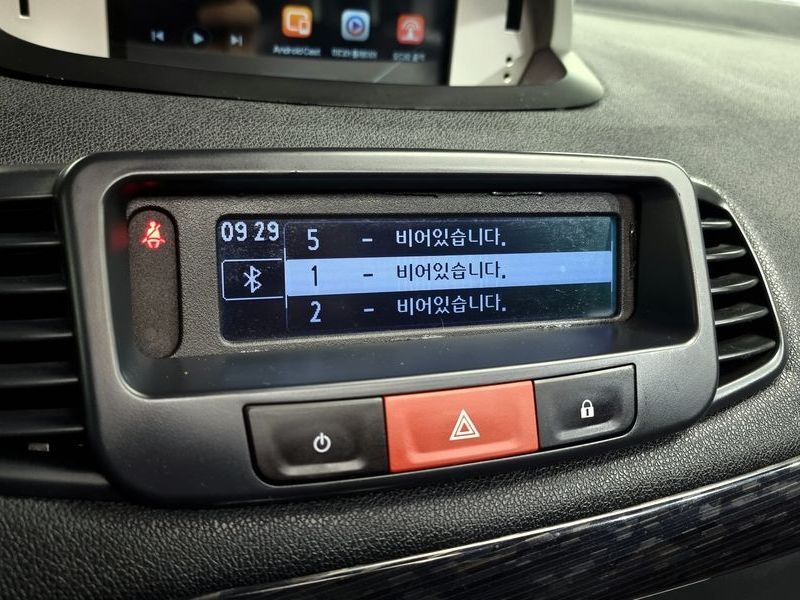 Android Cast
09 29
5 - 비어있습니다.
1 - 비어있습니다.
2 - 비어있습니다.